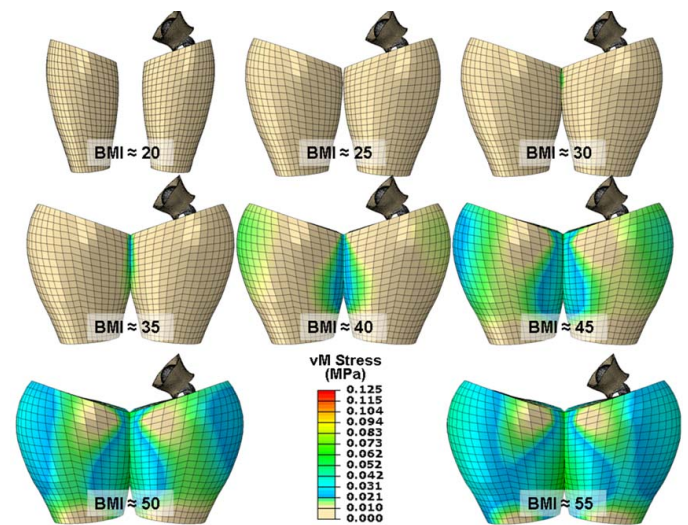 BMI ≈ 20
BMI ≈ 25
BMI ≈ 30
BMI ≈ 35
BMI ≈ 40
BMI ≈ 45
vM Stress
(MPa)
0.125
0.115
0.104
0.094
0.083
0.073
0.062
0.052
0.042
0.031
0.021
0.010
0.000
BMI ≈ 50
BMI ≈ 55